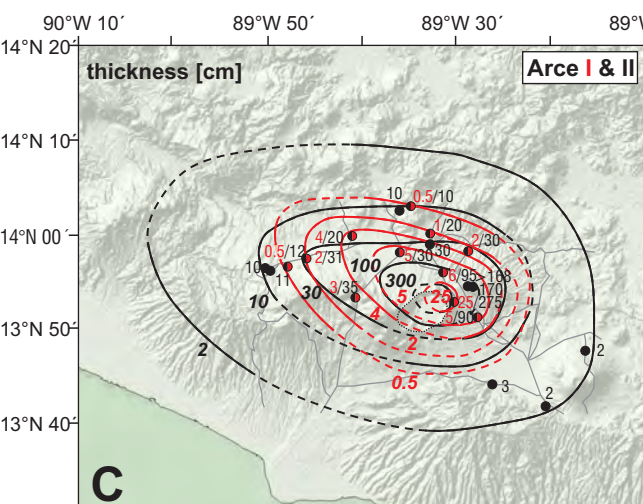 90°W 10´ 89°W 50´ 89°W 30´ 89°W
14°N 20´
thickness [cm]
Arce I & II
14°N 10´
10 0.5/10
14°N 00´
4/20 1/20
30 2/30
0.5/12 2/31 5/30
10 11
100 6/95 >168
300 170
10 30 3/35 5 25 25/275
4 5/90
13°N 50´
2 2
2
0.5
3
2
13°N 40´
C